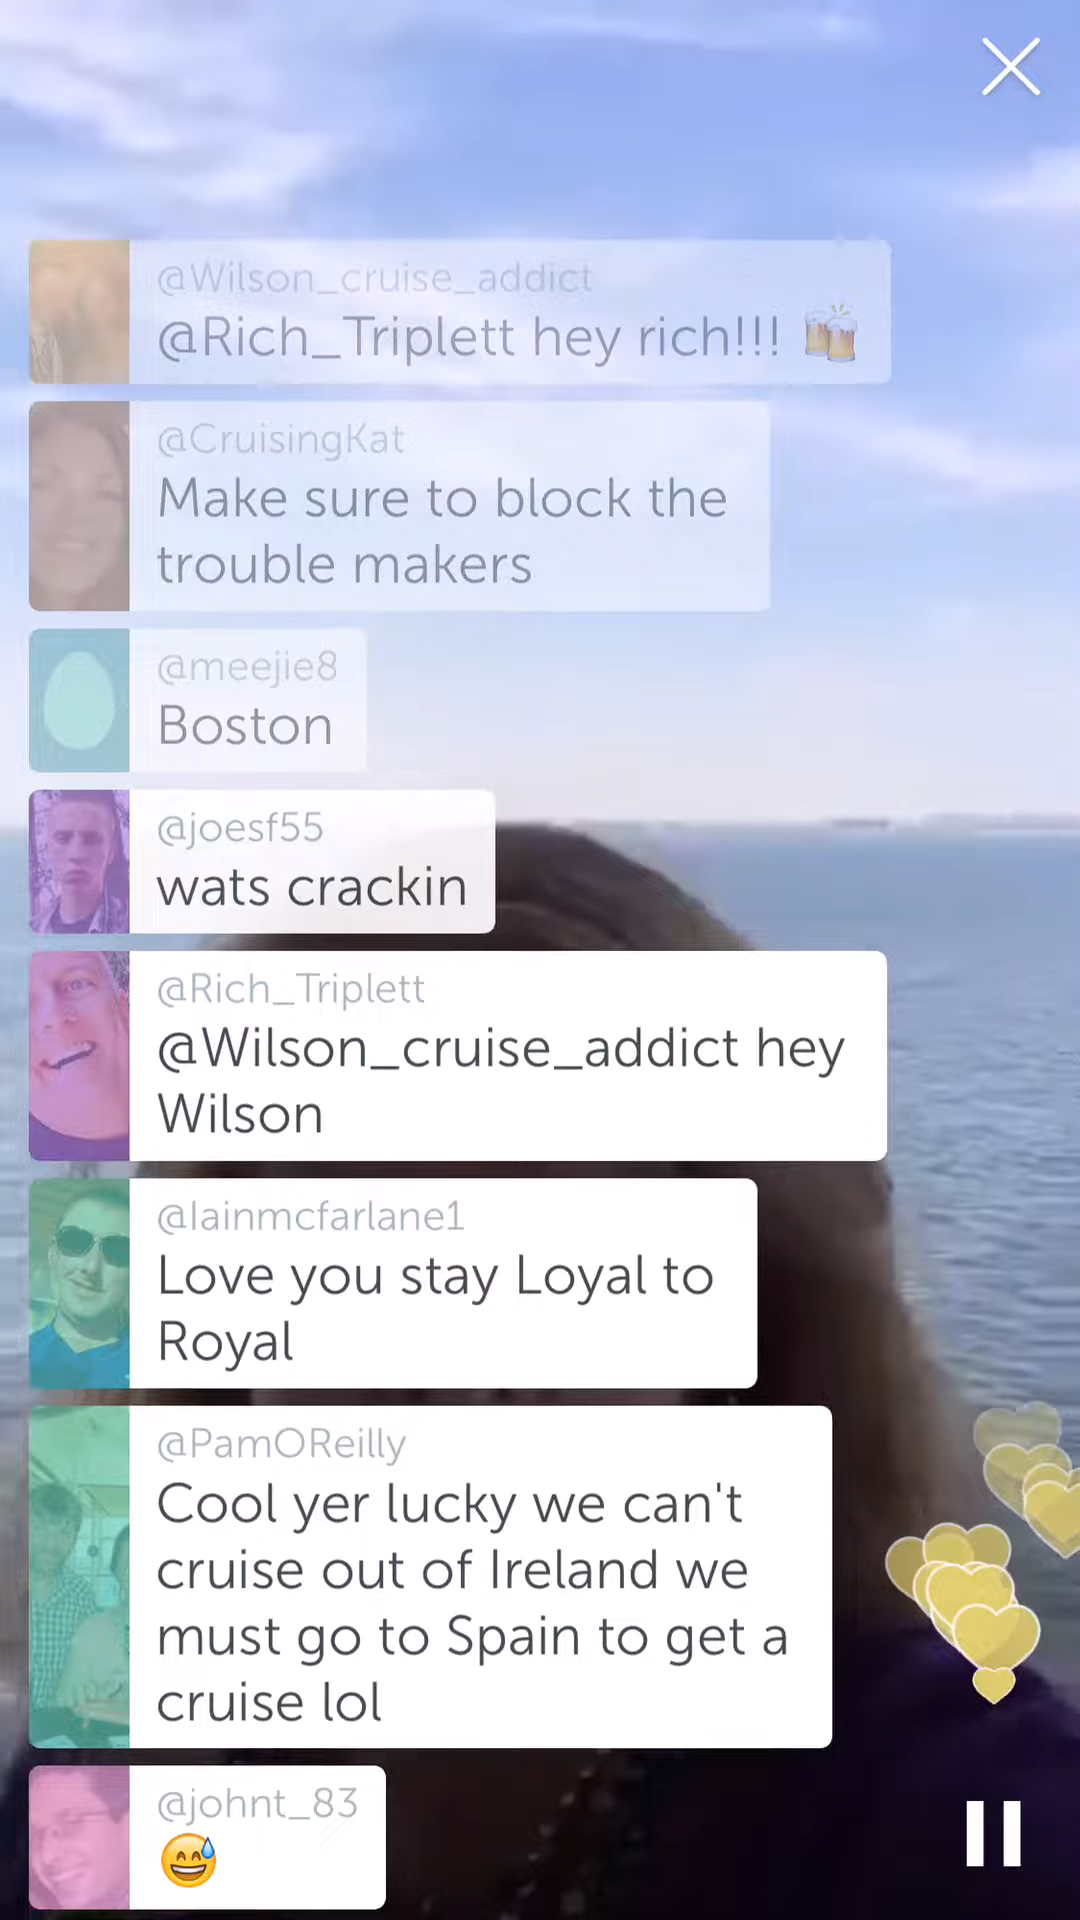 @Wilson_cruise_addict
@Rich_Triplett hey rich!!! 🍻
@CruisingKat
Make sure to block the
trouble makers
@meejie8
Boston
@joesf55
wats crackin
@Rich_Triplett
@Wilson_cruise_addict hey
Wilson
@Iainmcfarlane1
Love you stay Loyal to
Royal
@PamOReilly
Cool yer lucky we can't
cruise out of Ireland we
must go to Spain to get a
cruise lol
@johnt_83
😅